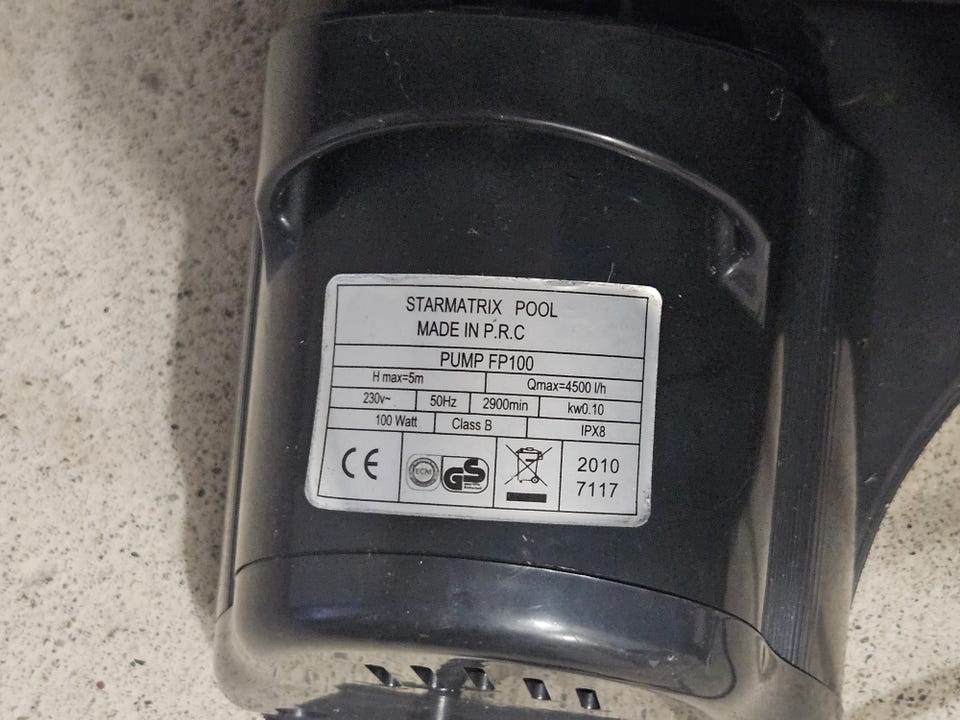 STARMATRIX POOL
MADE IN P.R.C
PUMP FP100
H max=5m Qmax=4500 l/h
230v~ 50Hz 2900min kw0.10
100 Watt Class B IPX8
CE ECM GS 2010
7117